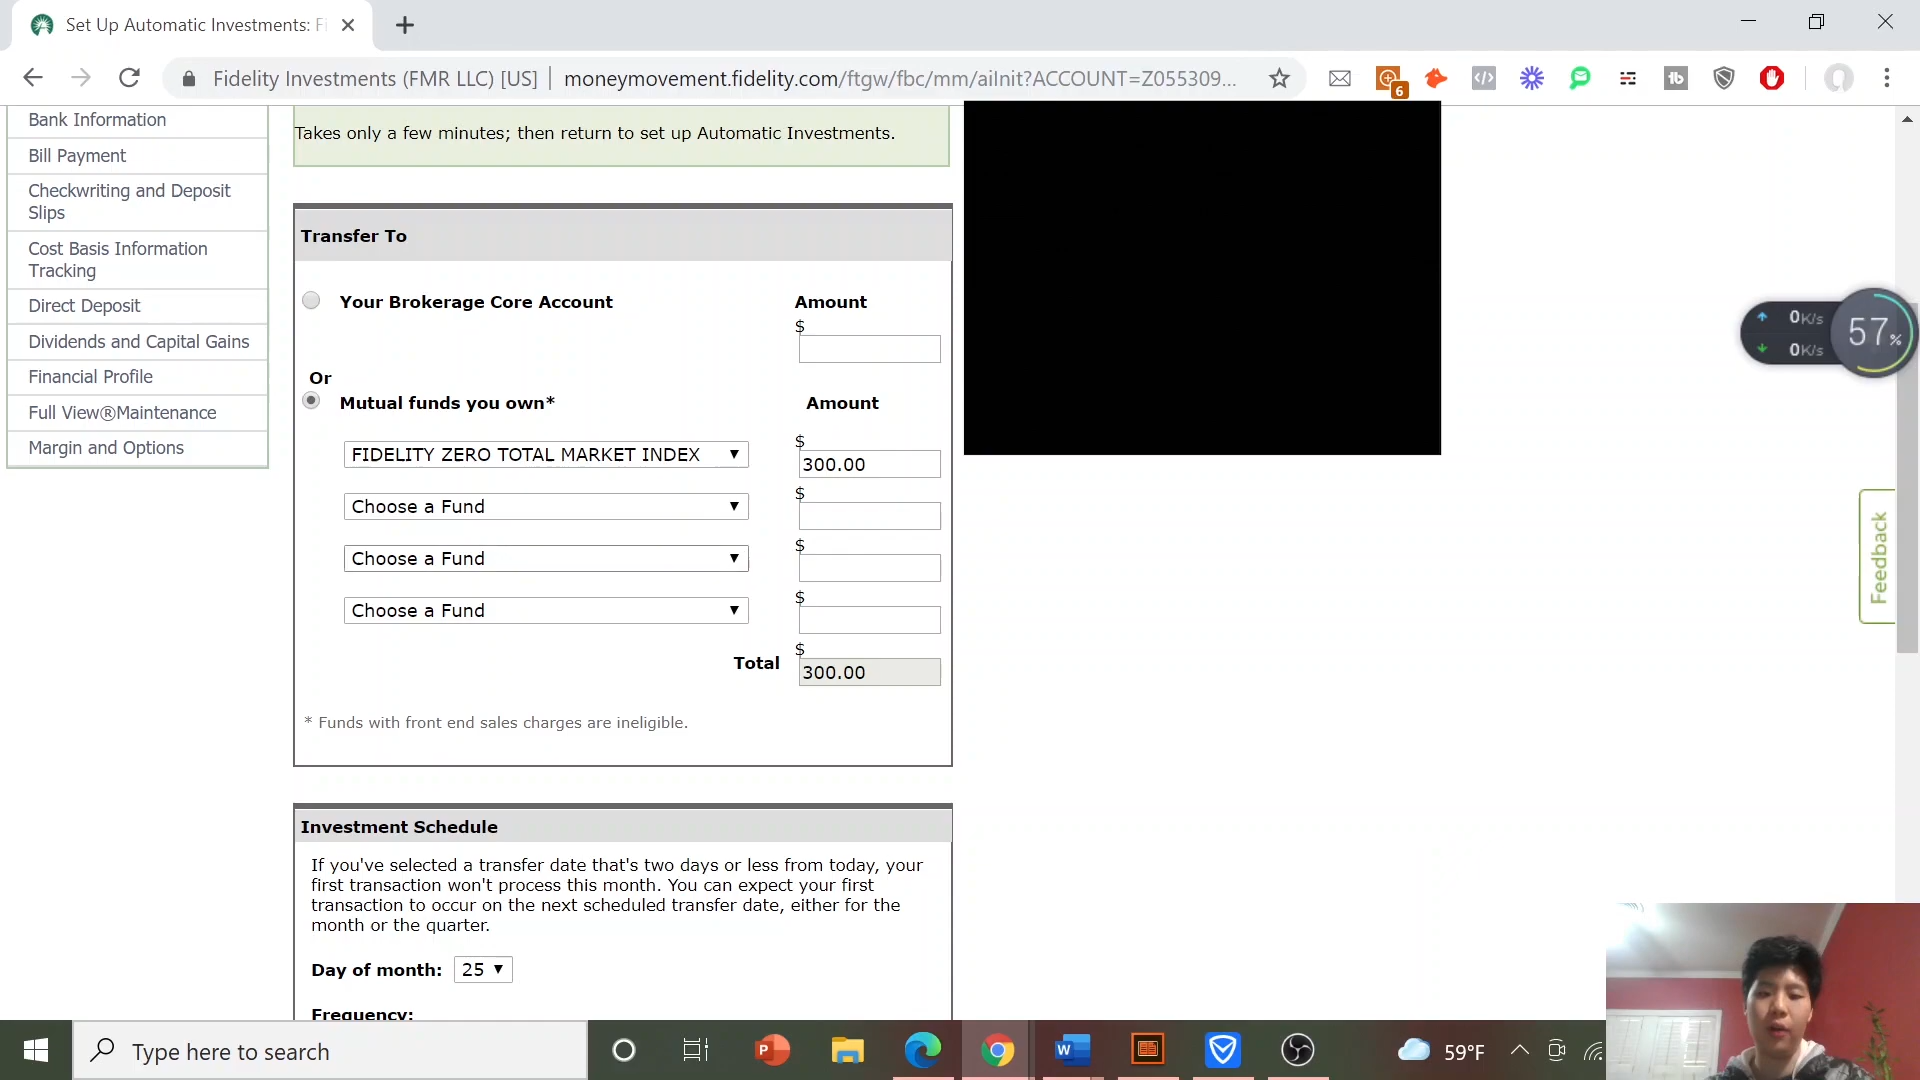 Set Up Automatic Investments: Fi
Fidelity Investments (FMR LLC) [US]
moneymovement.fidelity.com/ftgw/fbc/mm/aiInit?ACCOUNT=Z055309...
6
tb
Bank Information
Bill Payment
Checkwriting and Deposit
Slips
Cost Basis Information
Tracking
Direct Deposit
Dividends and Capital Gains
Financial Profile
Full View®Maintenance
Margin and Options
Takes only a few minutes; then return to set up Automatic Investments.
Transfer To
Your Brokerage Core Account
Amount
$
Or
Mutual funds you own*
Amount
$
FIDELITY ZERO TOTAL MARKET INDEX
300.00
$
Choose a Fund
$
Choose a Fund
$
Choose a Fund
$
Total
300.00
* Funds with front end sales charges are ineligible.
Investment Schedule
If you've selected a transfer date that's two days or less from today, your
first transaction won't process this month. You can expect your first
transaction to occur on the next scheduled transfer date, either for the
month or the quarter.
Day of month:
25
Frequency:
0K/s
0K/s
57%
Feedback
Type here to search
P
W
59°F